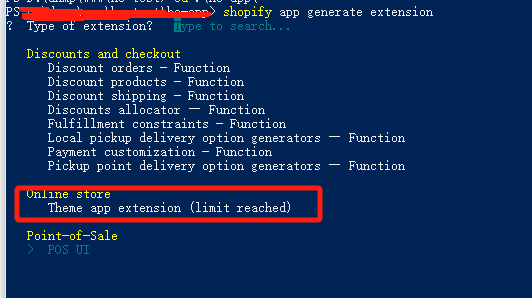 PS > shopify app generate extension
? Type of extension? Type to search...
Discounts and checkout
Discount orders - Function
Discount products - Function
Discount shipping - Function
Discounts allocator — Function
Fulfillment constraints - Function
Local pickup delivery option generators — Function
Payment customization - Function
Pickup point delivery option generators — Function
Online store
Theme app extension (limit reached)
Point-of-Sale
> POS UI